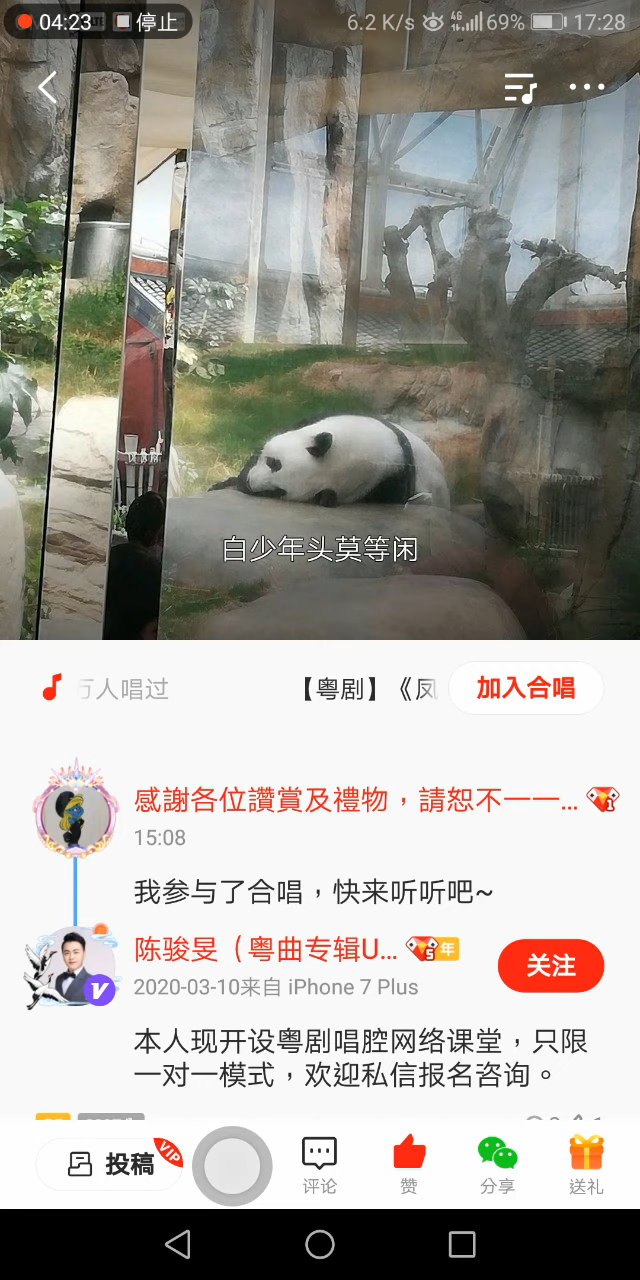 04:23 停止 6.2 K/s 4G 69% 17:28
白少年头莫等闲
万人唱过 【粤剧】《凤 加入合唱
感謝各位讚賞及禮物，請恕不一一... 1
15:08
我参与了合唱，快来听听吧~
陈骏旻（粤曲专辑U... 5 年
关注
2020-03-10来自 iPhone 7 Plus
本人现开设粤剧唱腔网络课堂，只限
一对一模式，欢迎私信报名咨询。
投稿 VIP
评论 赞 分享 送礼